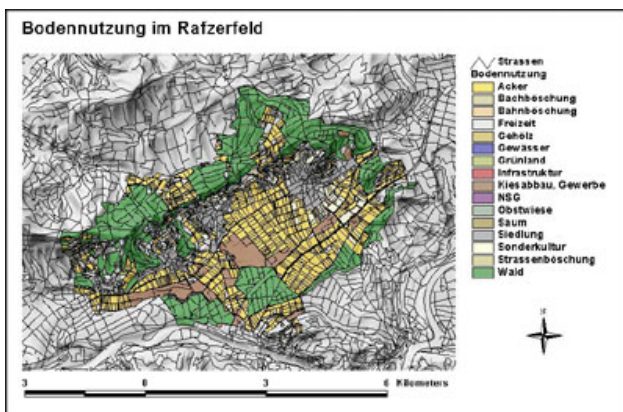 Bodennutzung im Rafzerfeld
Strassen
Bodennutzung
Acker
Bachböschung
Bahnböschung
Freizeit
Gehölz
Gewässer
Grünland
Infrastruktur
Kiesabbau, Gewerbe
NSG
Obstwiese
Saum
Siedlung
Sonderkultur
Strassenböschung
Wald
N
3 0 3 6 Kilometers